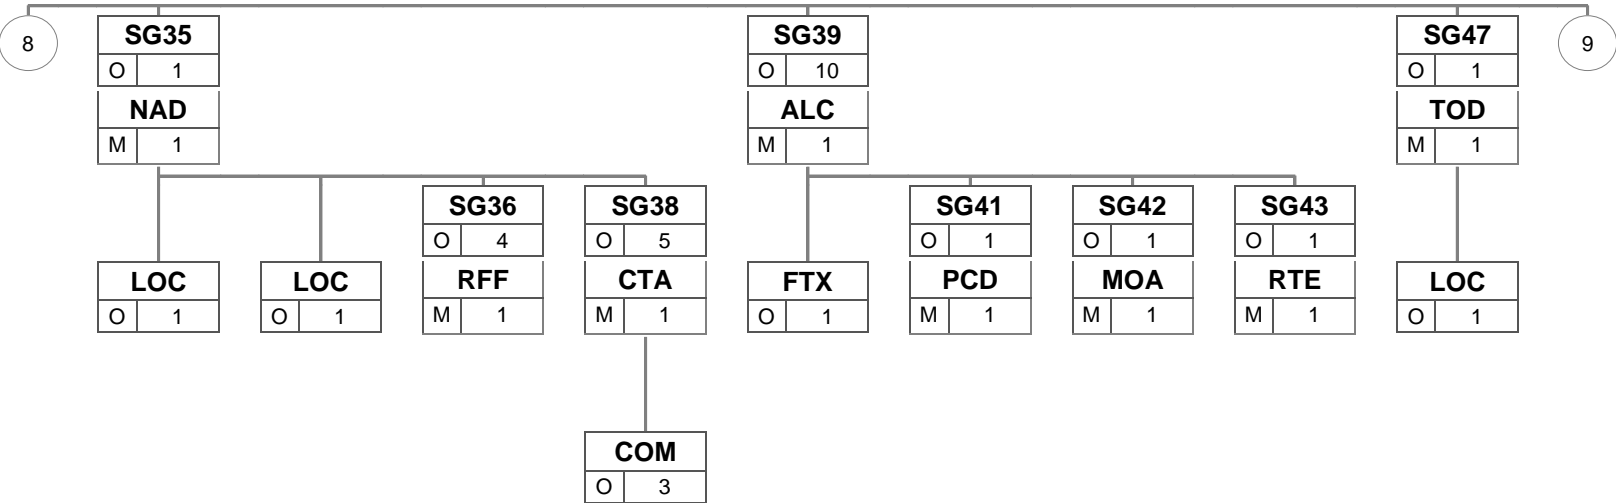 8
SG35
O 1
NAD
M 1
SG39
O 10
ALC
M 1
SG47
O 1
TOD
M 1
9
LOC
O 1
LOC
O 1
SG36
O 4
RFF
M 1
SG38
O 5
CTA
M 1
COM
O 3
FTX
O 1
SG41
O 1
PCD
M 1
SG42
O 1
MOA
M 1
SG43
O 1
RTE
M 1
LOC
O 1